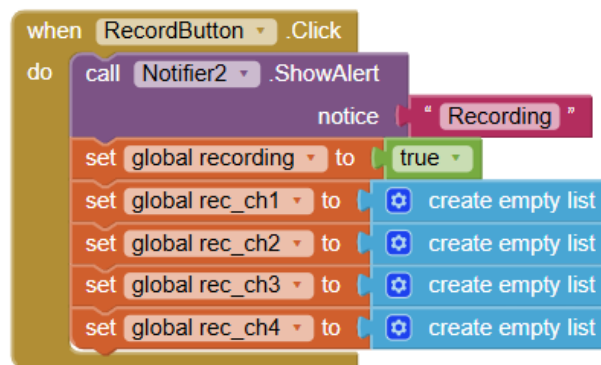 when RecordButton .Click
do call Notifier2 .ShowAlert
notice " Recording "
set global recording to true
set global rec_ch1 to create empty list
set global rec_ch2 to create empty list
set global rec_ch3 to create empty list
set global rec_ch4 to create empty list